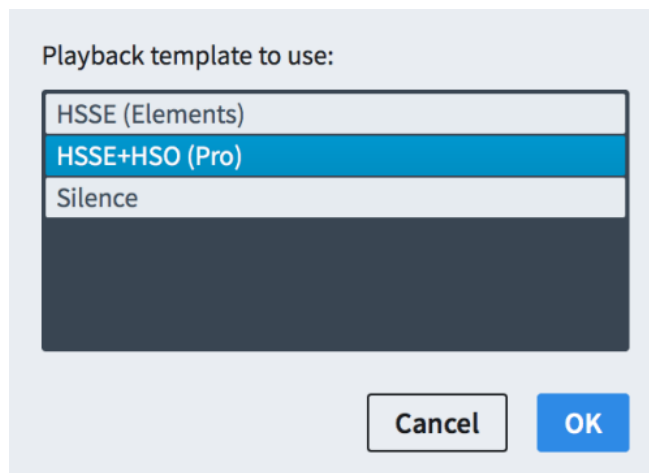 Playback template to use:
HSSE (Elements)
HSSE+HSO (Pro)
Silence
Cancel
OK